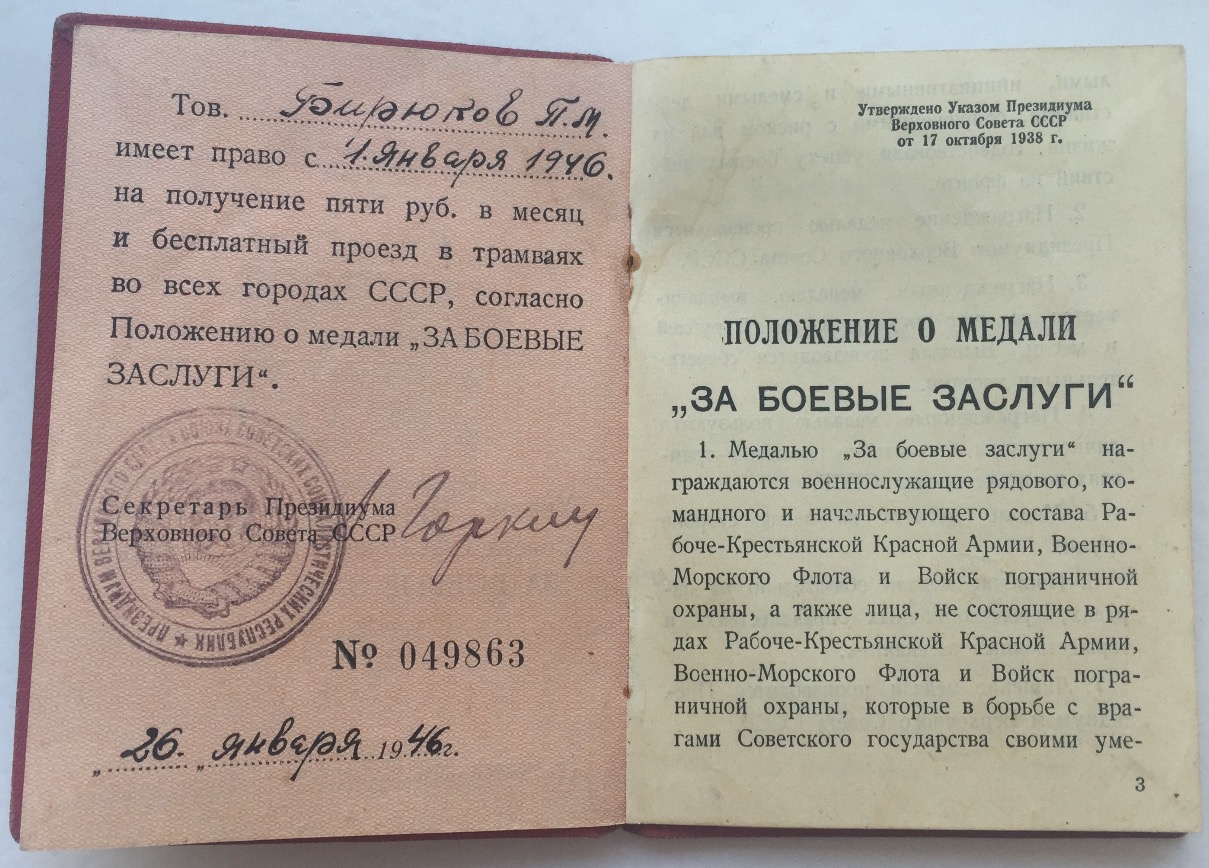 Тов. Бирюков П.М.
имеет право с 1. Января 1946.
на получение пяти руб. в месяц
и бесплатный проезд в трамваях
во всех городах СССР, согласно
Положению о медали „ЗА БОЕВЫЕ
ЗАСЛУГИ“.
Секретарь Президиума
Верховного Совета СССР
Горкин
№ 049863
„26.„ января 1946 г.
Утверждено Указом Президиума
Верховного Совета СССР
от 17 октября 1938 г.
ПОЛОЖЕНИЕ О МЕДАЛИ
„ЗА БОЕВЫЕ ЗАСЛУГИ“
1. Медалью „За боевые заслуги“ на-
граждаются военнослужащие рядового, ко-
мандного и начальствующего состава Ра-
боче-Крестьянской Красной Армии, Военно-
Морского Флота и Войск пограничной
охраны, а также лица, не состоящие в ря-
дах Рабоче-Крестьянской Красной Армии,
Военно-Морского Флота и Войск погра-
ничной охраны, которые в борьбе с вра-
гами Советского государства своими уме-
3